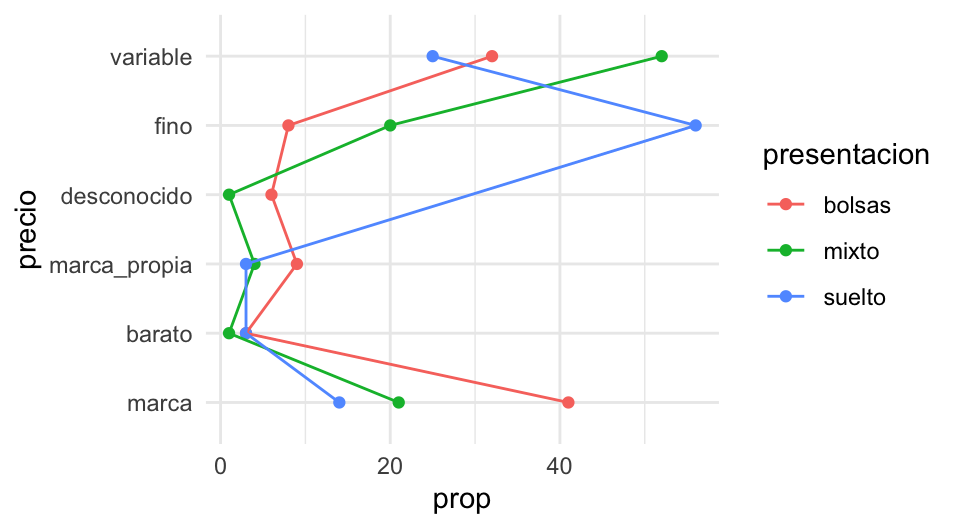 precio
variable
fino
desconocido
marca_propia
barato
marca
0 20 40
prop
presentacion
bolsas
mixto
suelto